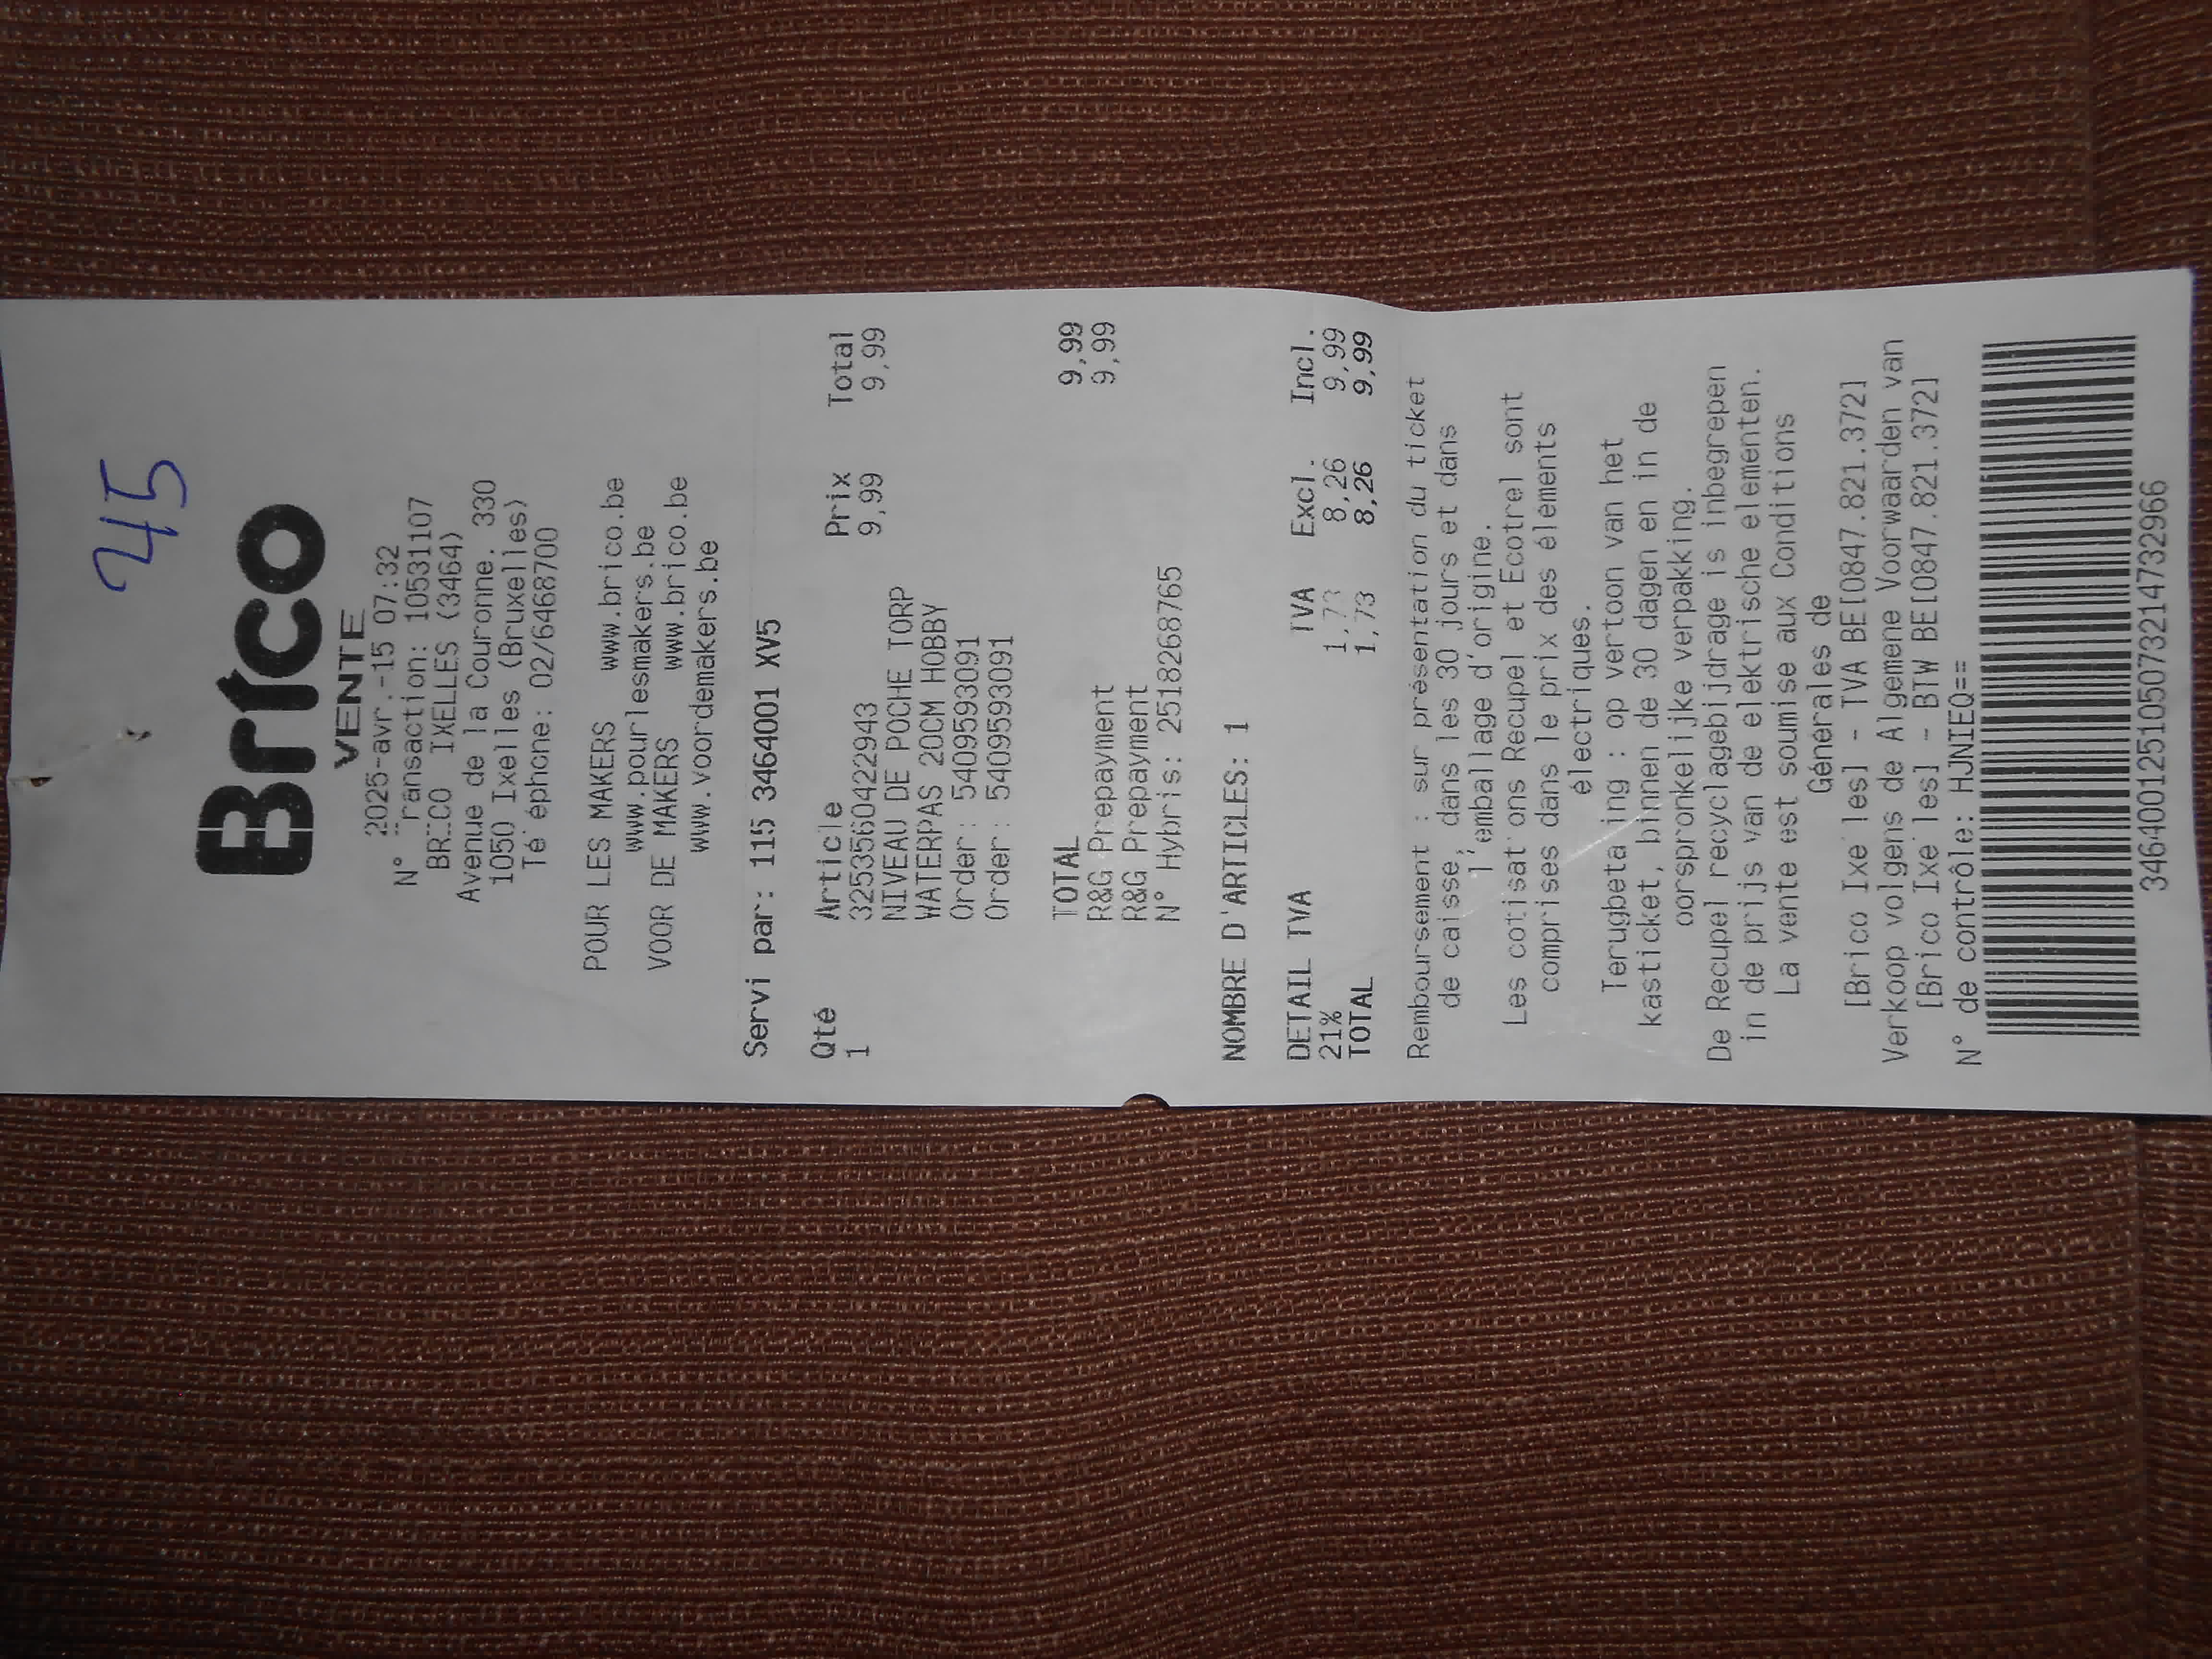 245
Brico
VENTE
2025-avr.-15 07:32
N° Transaction: 10531107
BRICO IXELLES (3464)
Avenue de la Couronne. 330
1050 Ixelles (Bruxelles)
Téléphone: 02/6468700
POUR LES MAKERS www.brico.be
www.pourlesmakers.be
VOOR DE MAKERS www.brico.be
www.voordemakers.be
Servi par: 115 3464001 XV5
Qté Article Prix Total
1 3253560422943 9,99 9,99
NIVEAU DE POCHE TORP
WATERPAS 20CM HOBBY
Order: 5409593091
Order: 5409593091
TOTAL 9,99
R&G Prepayment 9,99
R&G Prepayment
N° Hybris: 25182668765
NOMBRE D'ARTICLES: 1
DETAIL TVA TVA Excl. Incl.
21% 1,73 8,26 9,99
TOTAL 1,73 8,26 9,99
Remboursement : sur présentation du ticket
de caisse, dans les 30 jours et dans
l'emballage d'origine.
Les cotisations Recupel et Ecotrel sont
comprises dans le prix des éléments
électriques.
Terugbetaling : op vertoon van het
kasticket, binnen de 30 dagen en in de
oorspronkelijke verpakking.
De Recupel recyclagebijdrage is inbegrepen
in de prijs van de elektrische elementen.
La vente est soumise aux Conditions
Générales de
[Brico Ixelles] - TVA BE[0847.821.372]
Verkoop volgens de Algemene Voorwaarden van
[Brico Ixelles] - BTW BE[0847.821.372]
N° de contrôle: HJNIEQ==
346400125105073214732966